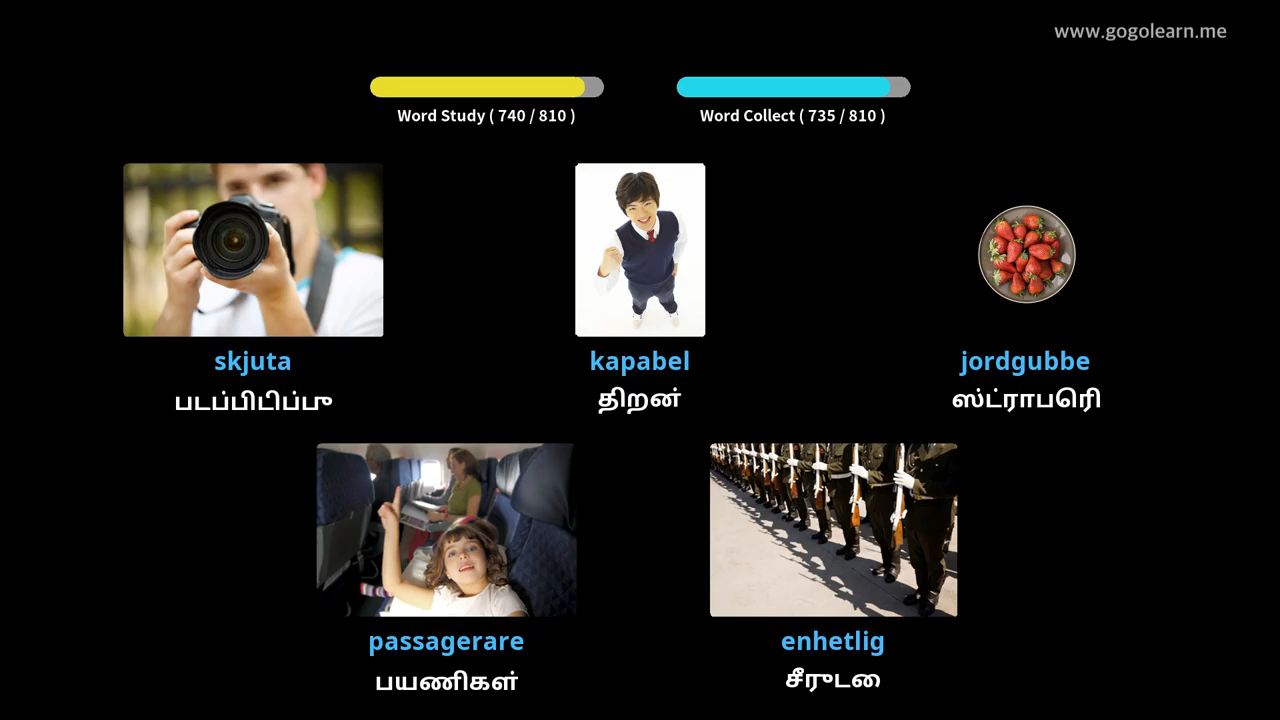 www.gogolearn.me
Word Study ( 740 / 810 )
Word Collect ( 735 / 810 )
skjuta
படப்பிடிப்பு
kapabel
திறன்
jordgubbe
ஸ்ட்ராபெரி
passagerare
பயணிகள்
enhetlig
சீருடை